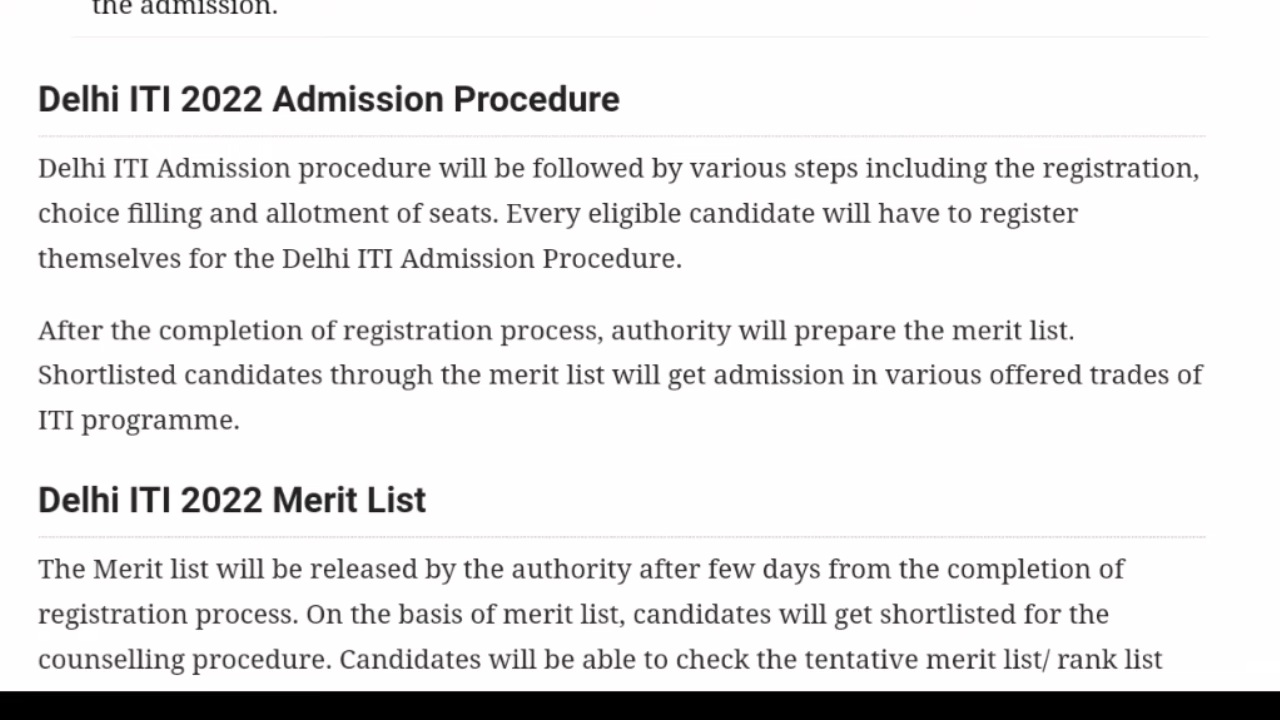 the admission.
Delhi ITI 2022 Admission Procedure
Delhi ITI Admission procedure will be followed by various steps including the registration,
choice filling and allotment of seats. Every eligible candidate will have to register
themselves for the Delhi ITI Admission Procedure.
After the completion of registration process, authority will prepare the merit list.
Shortlisted candidates through the merit list will get admission in various offered trades of
ITI programme.
Delhi ITI 2022 Merit List
The Merit list will be released by the authority after few days from the completion of
registration process. On the basis of merit list, candidates will get shortlisted for the
counselling procedure. Candidates will be able to check the tentative merit list/ rank list